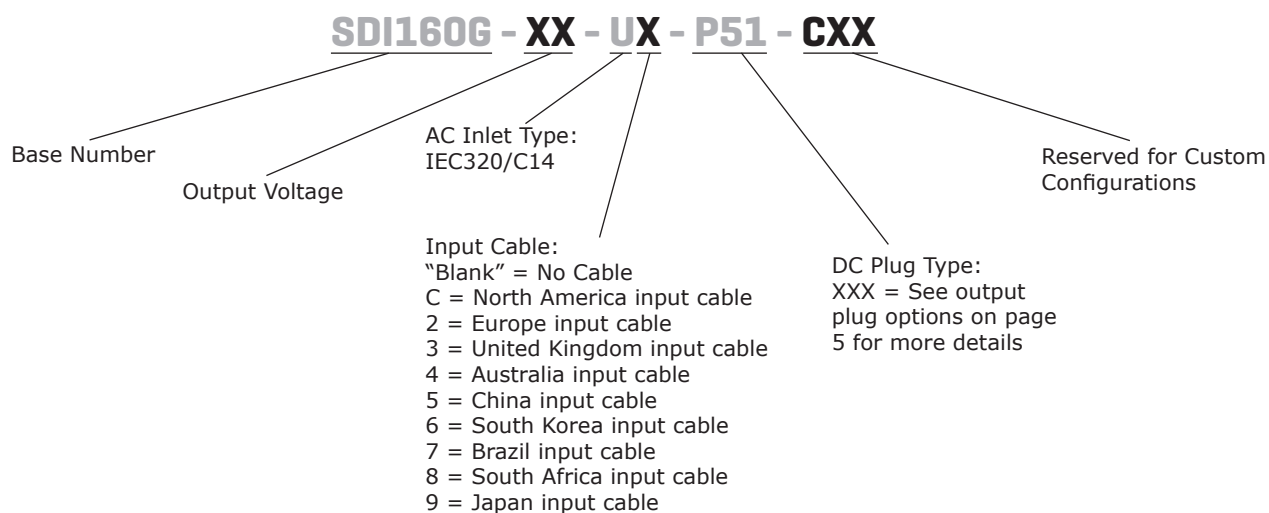 SDI160G - XX - UX - P51 - CXX
Base Number
Output Voltage
AC Inlet Type:
IEC320/C14
Input Cable:
“Blank” = No Cable
C = North America input cable
2 = Europe input cable
3 = United Kingdom input cable
4 = Australia input cable
5 = China input cable
6 = South Korea input cable
7 = Brazil input cable
8 = South Africa input cable
9 = Japan input cable
DC Plug Type:
XXX = See output
plug options on page
5 for more details
Reserved for Custom
Configurations